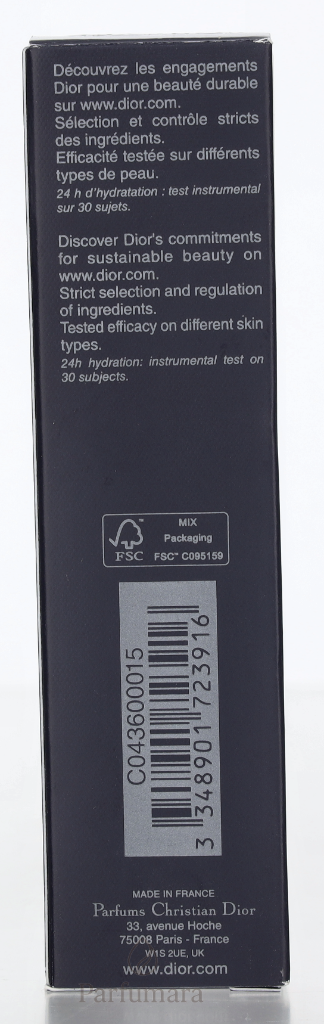 Découvrez les engagements
Dior pour une beauté durable
sur www.dior.com.
Sélection et contrôle stricts
des ingrédients.
Efficacité testée sur différents
types de peau.
24 h d'hydratation : test instrumental
sur 30 sujets.
Discover Dior's commitments
for sustainable beauty on
www.dior.com.
Strict selection and regulation
of ingredients.
Tested efficacy on different skin
types.
24h hydration: instrumental test on
30 subjects.
FSC
MIX
Packaging
FSC™ C095159
C043600015
3 348901 723916
MADE IN FRANCE
Parfums Christian Dior
33, avenue Hoche
75008 Paris - France
W1S 2UE, UK
www.dior.com
Parfumara